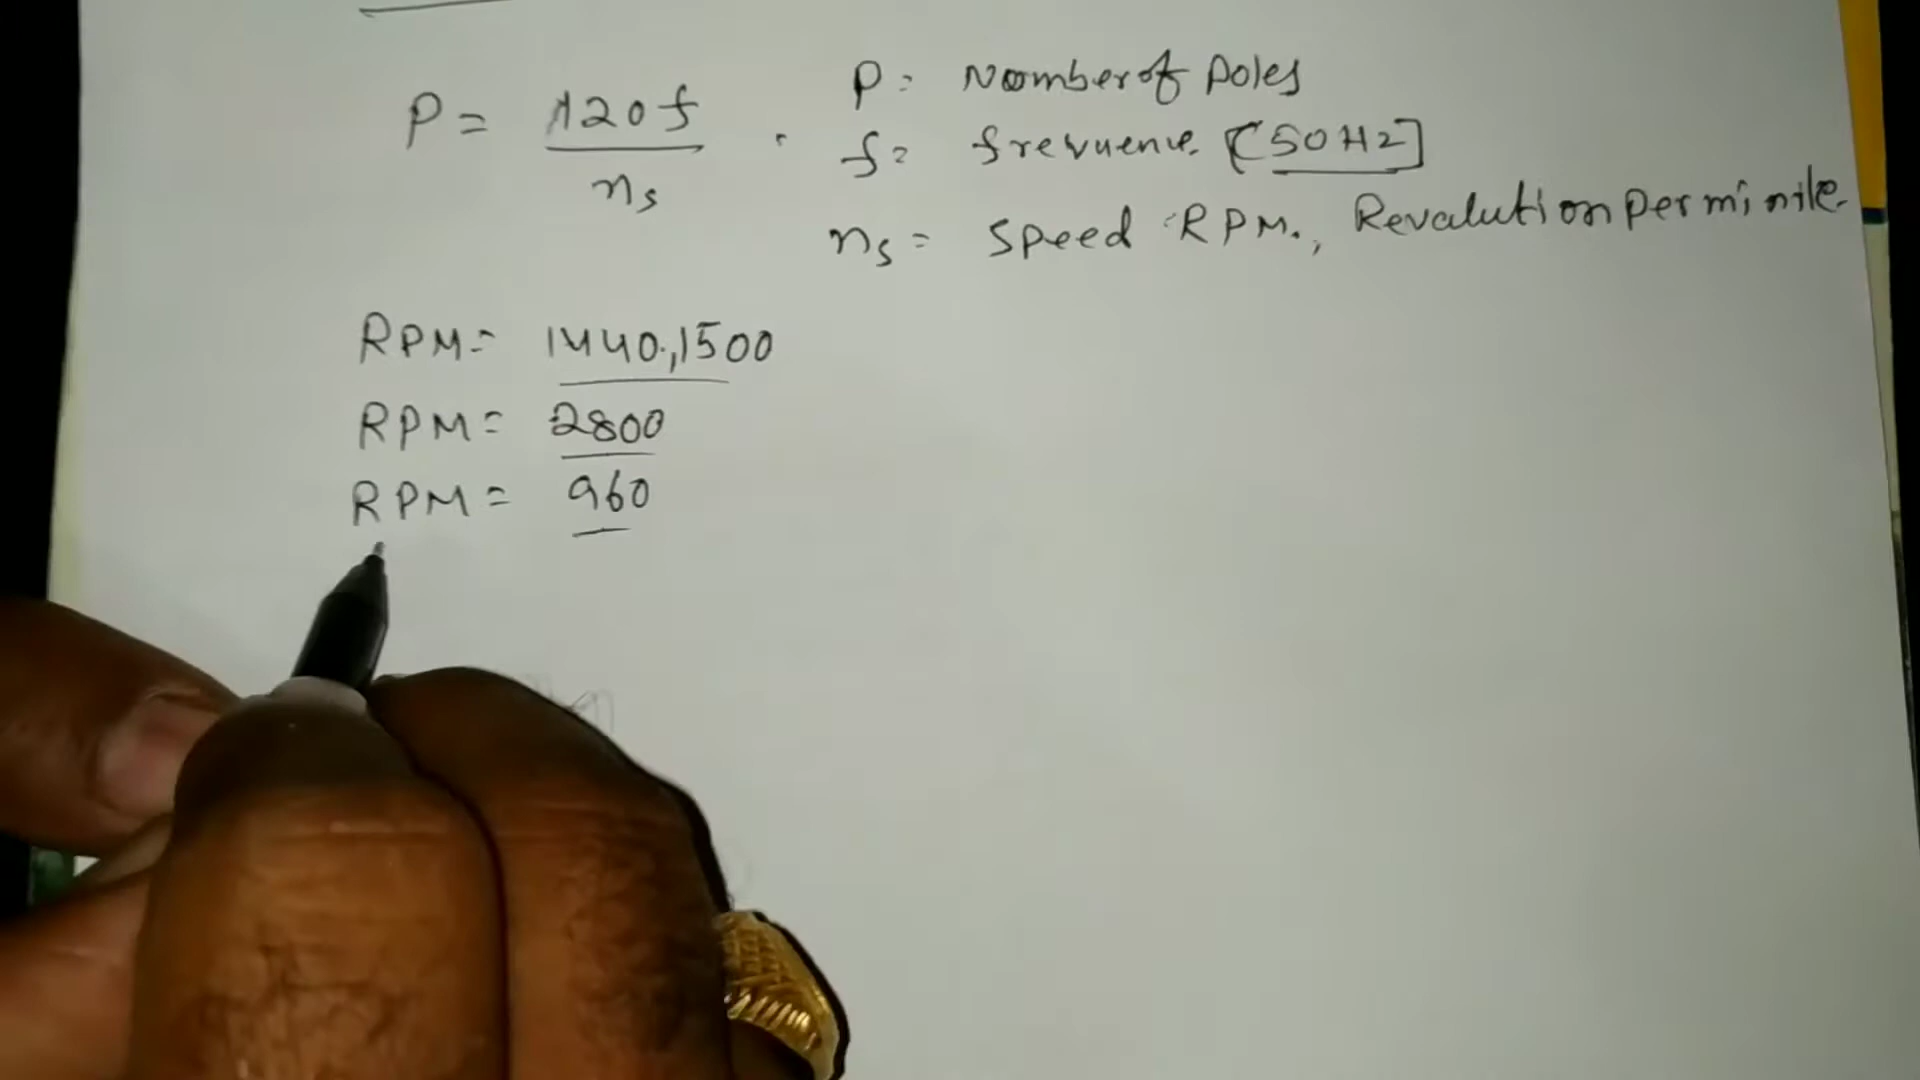 P = 120f / ns
P = Nomber of Poles
f = frevuenue [50Hz]
ns = Speed RPM., Revalution per minile.
RPM = 1440,1500
RPM = 2800
RPM = 960